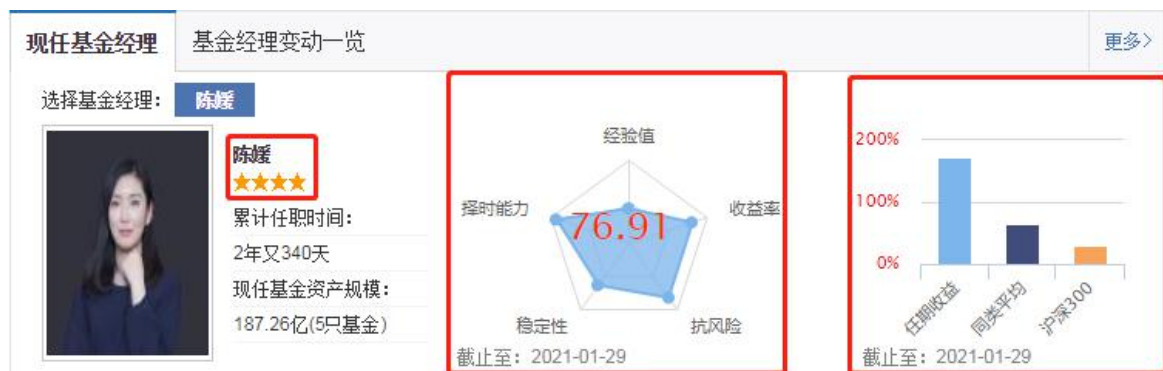 现任基金经理 基金经理变动一览 更多>
选择基金经理： 陈媛
陈媛
累计任职时间：
2年又340天
现任基金资产规模：
187.26亿(5只基金)
经验值
收益率
抗风险
稳定性
择时能力
76.91
截止至：2021-01-29
200%
100%
0%
任期收益
同类平均
沪深300
截止至：2021-01-29